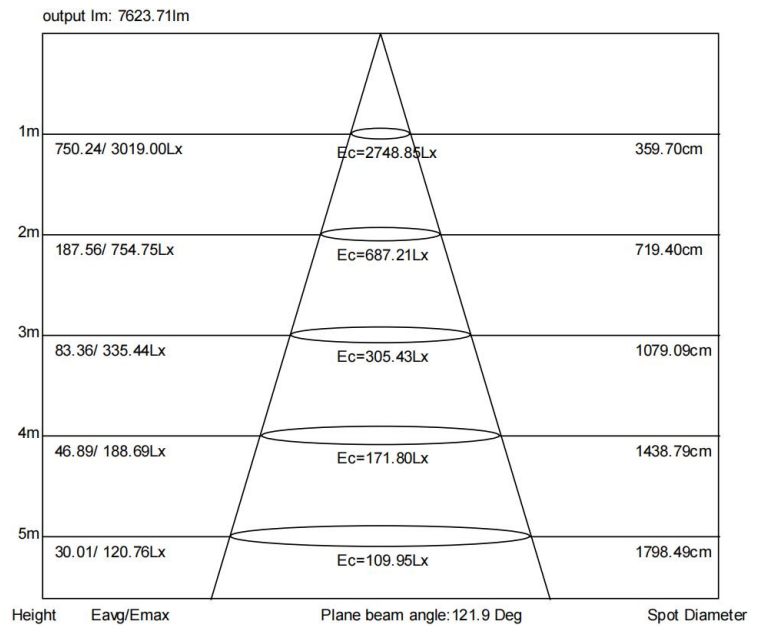 output lm: 7623.71lm
1m
750.24/ 3019.00Lx
Ec=2748.85Lx
359.70cm
2m
187.56/ 754.75Lx
Ec=687.21Lx
719.40cm
3m
83.36/ 335.44Lx
Ec=305.43Lx
1079.09cm
4m
46.89/ 188.69Lx
Ec=171.80Lx
1438.79cm
5m
30.01/ 120.76Lx
Ec=109.95Lx
1798.49cm
Height Eavg/Emax Plane beam angle:121.9 Deg Spot Diameter